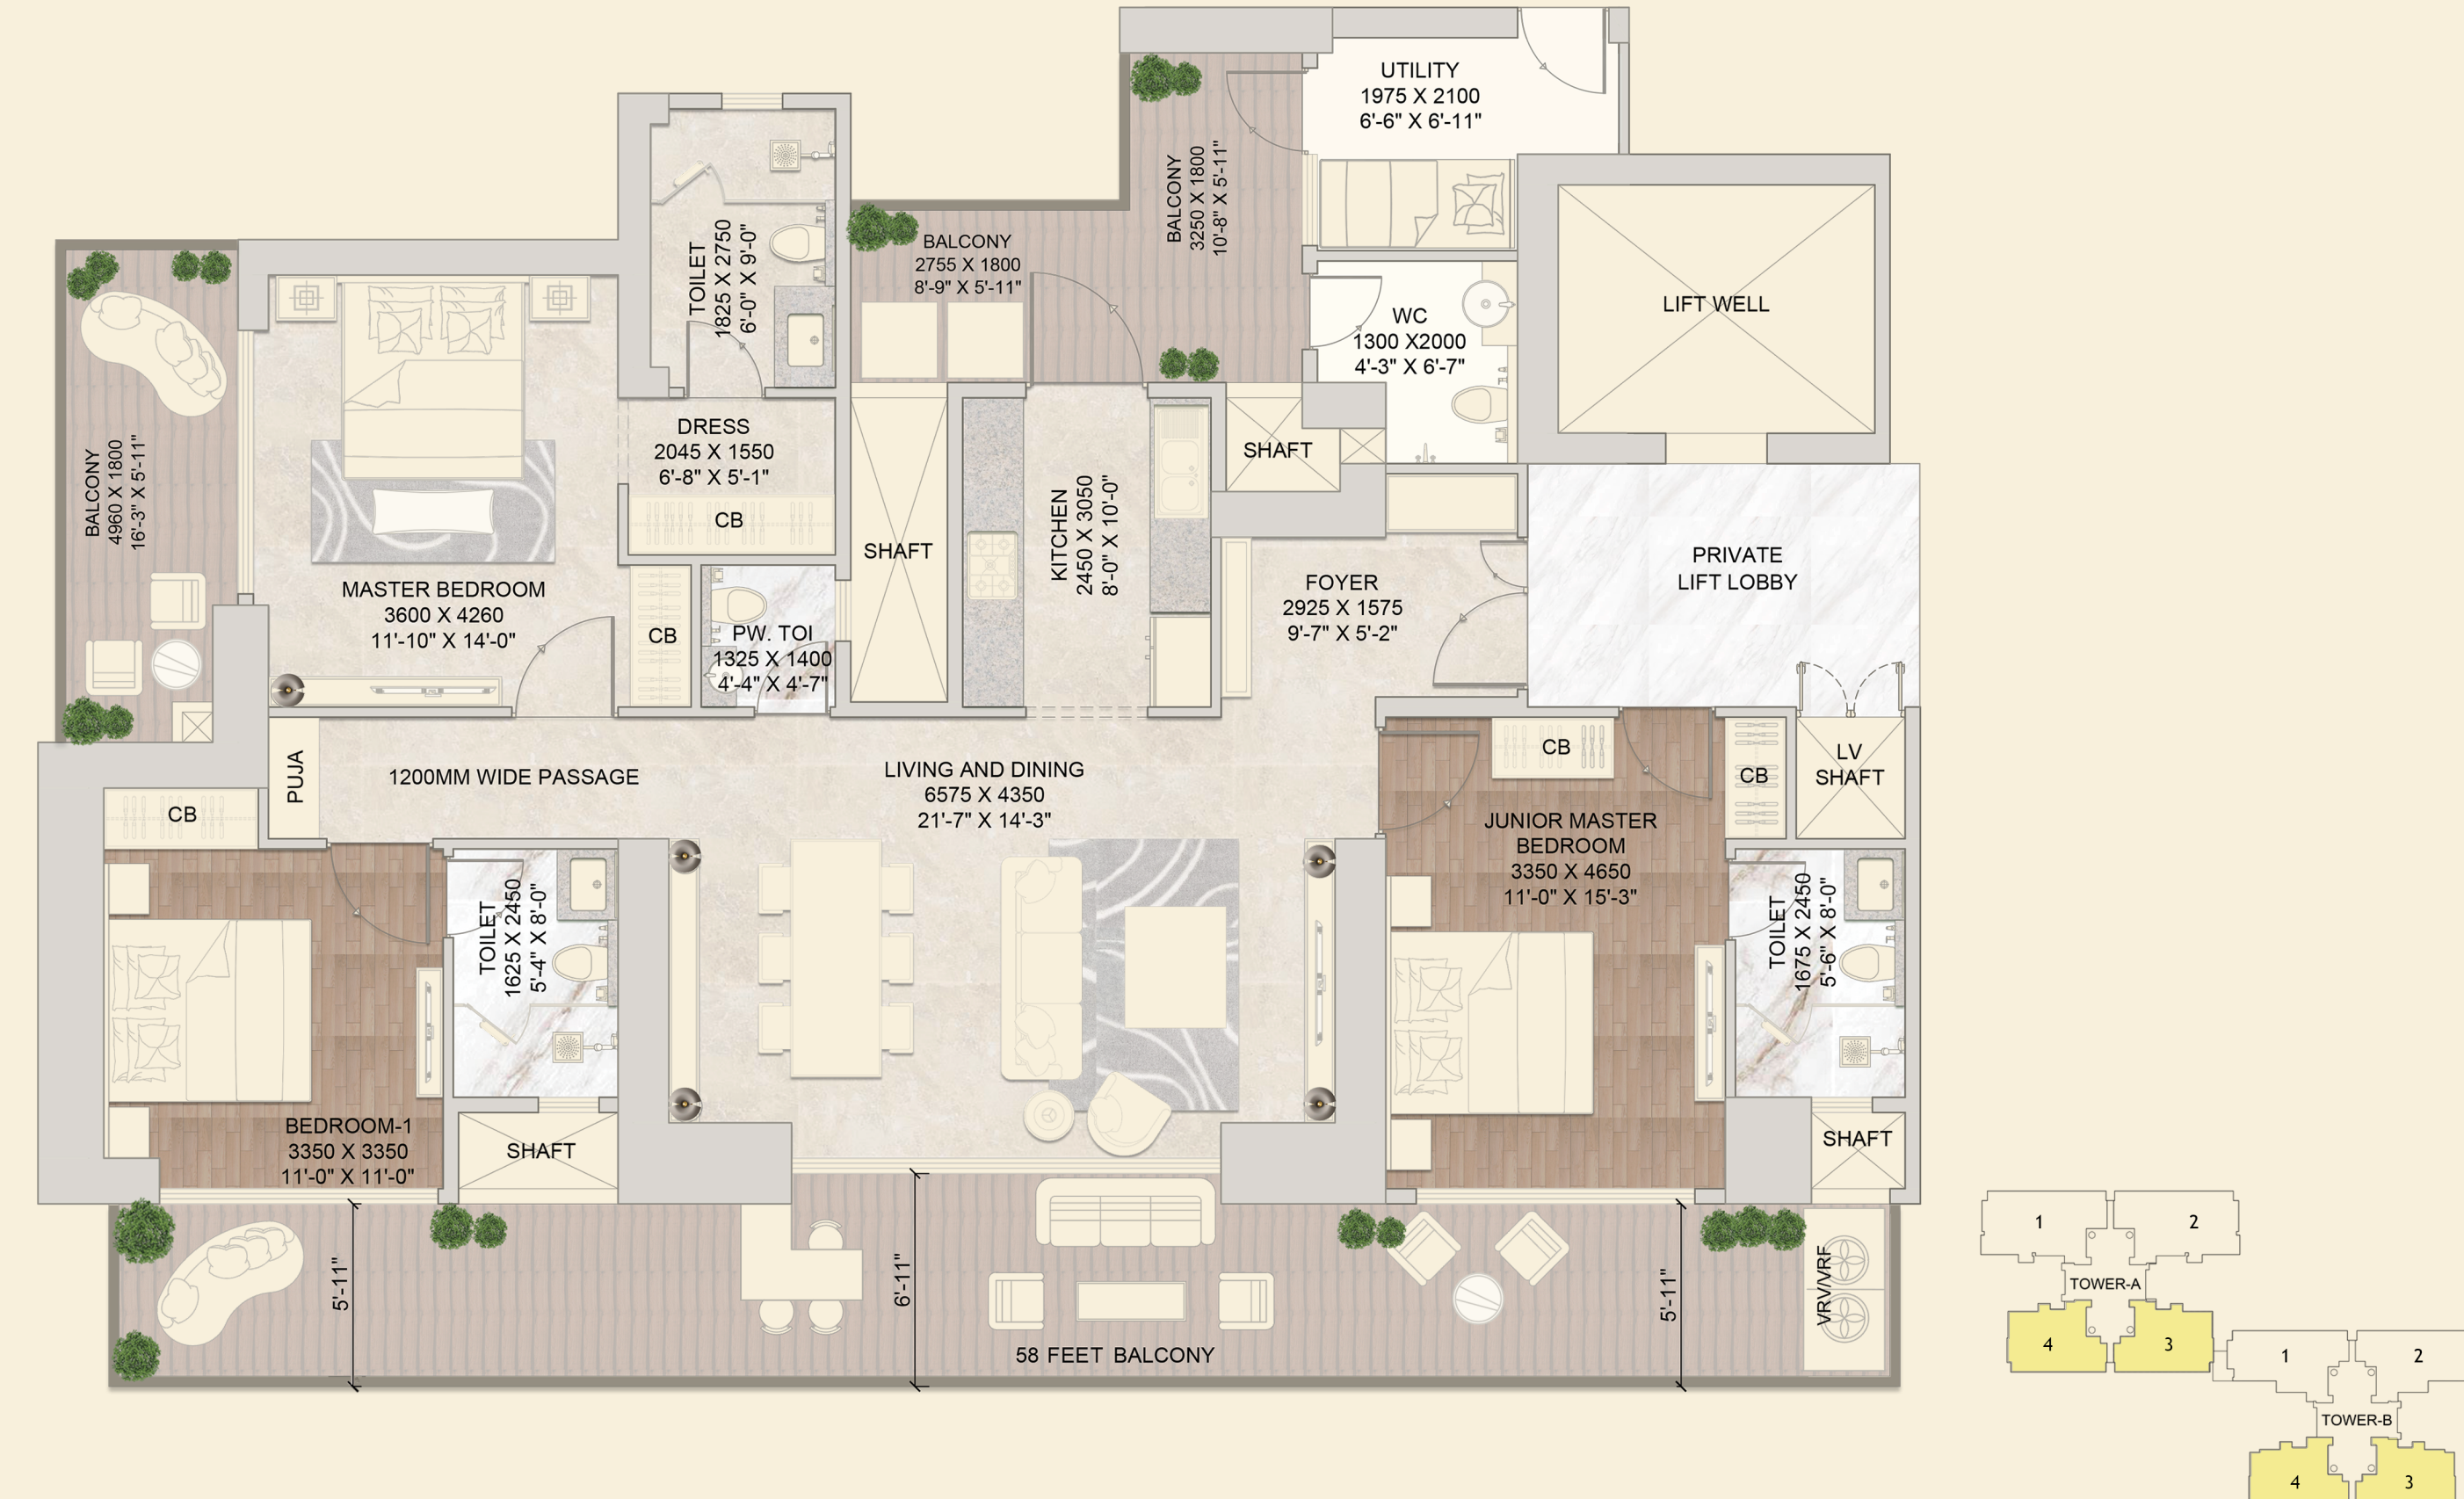 UTILITY
1975 X 2100
6'-6" X 6'-11"
BALCONY
3250 X 1800
10'-8" X 5'-11"
TOILET
1825 X 2750
6'-0" X 9'-0"
BALCONY
2755 X 1800
8'-9" X 5'-11"
LIFT WELL
WC
1300 X2000
4'-3" X 6'-7"
BALCONY
4960 X 1800
16'-3" X 5'-11"
DRESS
2045 X 1550
6'-8" X 5'-1"
CB
SHAFT
KITCHEN
2450 X 3050
8'-0" X 10'-0"
SHAFT
MASTER BEDROOM
3600 X 4260
11'-10" X 14'-0"
CB
PW. TOI
1325 X 1400
4'-4" X 4'-7"
FOYER
2925 X 1575
9'-7" X 5'-2"
PRIVATE
LIFT LOBBY
PUJA
1200MM WIDE PASSAGE
LIVING AND DINING
6575 X 4350
21'-7" X 14'-3"
CB
CB
LV
SHAFT
CB
JUNIOR MASTER
BEDROOM
3350 X 4650
11'-0" X 15'-3"
TOILET
1625 X 2450
5'-4" X 8'-0"
TOILET
1675 X 2450
5'-6" X 8'-0"
BEDROOM-1
3350 X 3350
11'-0" X 11'-0"
SHAFT
SHAFT
5'-11"
6'-11"
5'-11"
VRV/VRF
58 FEET BALCONY
1
2
TOWER-A
4
3
1
2
TOWER-B
4
3